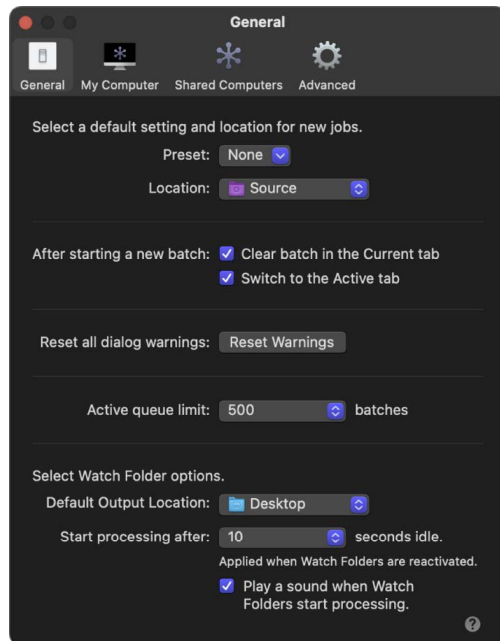 General
General My Computer Shared Computers Advanced
Select a default setting and location for new jobs.
Preset: None
Location: Source
After starting a new batch: Clear batch in the Current tab
Switch to the Active tab
Reset all dialog warnings: Reset Warnings
Active queue limit: 500 batches
Select Watch Folder options.
Default Output Location: Desktop
Start processing after: 10 seconds idle.
Applied when Watch Folders are reactivated.
Play a sound when Watch
Folders start processing.
?